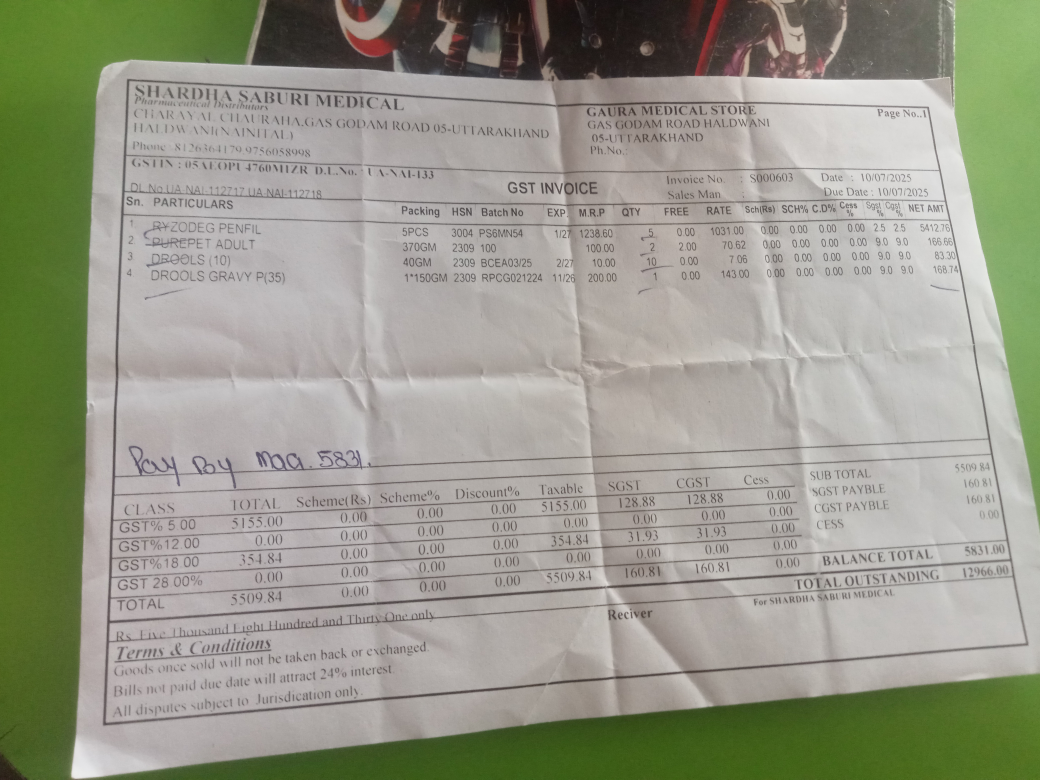 SHARDHA SABURI MEDICAL
Pharmaceutical Distributors
CHARAYAL CHAURAHA,GAS GODAM ROAD 05-UTTARAKHAND
HALDWANI(NAINITAL)
Phone : 8126364179 9756058998
GSTIN : 05AEOPL4760M1ZR D.L.No. : UA-NAI-133
DL No.UA-NAI-112717,UA-NAI-112718
GAURA MEDICAL STORE
GAS GODAM ROAD HALDWANI
05-UTTARAKHAND
Ph.No.:
Page No..1
GST INVOICE
Invoice No. : S000603 Date : 10/07/2025
Sales Man : Due Date : 10/07/2025
Sn. PARTICULARS Packing HSN Batch No EXP. M.R.P QTY FREE RATE Sch(Rs) SCH% C.D% Cess % Sgst % Cgst % NET AMT
1. RYZODEG PENFIL 5PCS 3004 PS6MN54 1/27 1238.60 5 0.00 1031.00 0.00 0.00 0.00 0.00 2.5 2.5 5412.76
2. PUREPET ADULT 370GM 2309 100 100.00 2 2.00 70.62 0.00 0.00 0.00 0.00 9.0 9.0 166.66
3. DROOLS (10) 40GM 2309 BCEA03/25 2/27 10.00 10 0.00 7.06 0.00 0.00 0.00 0.00 9.0 9.0 83.30
4. DROOLS GRAVY P(35) 1*150GM 2309 RPCG021224 11/26 200.00 1 0.00 143.00 0.00 0.00 0.00 0.00 9.0 9.0 168.74
Pay By 5831.
CLASS TOTAL Scheme(Rs) Scheme% Discount% Taxable SGST CGST Cess
GST% 5.00 5155.00 0.00 0.00 0.00 5155.00 128.88 128.88 0.00
GST%12.00 0.00 0.00 0.00 0.00 0.00 0.00 0.00 0.00
GST%18.00 354.84 0.00 0.00 0.00 354.84 31.93 31.93 0.00
GST 28.00% 0.00 0.00 0.00 0.00 0.00 0.00 0.00 0.00
TOTAL 5509.84 0.00 0.00 0.00 5509.84 160.81 160.81 0.00
SUB TOTAL 5509.84
SGST PAYBLE 160.81
CGST PAYBLE 160.81
CESS 0.00
BALANCE TOTAL 5831.00
TOTAL OUTSTANDING 12966.00
Rs. Five Thousand Eight Hundred and Thirty One only
Reciver
For SHARDHA SABURI MEDICAL
Terms & Conditions
Goods once sold will not be taken back or exchanged.
Bills not paid due date will attract 24% interest.
All disputes subject to Jurisdication only.